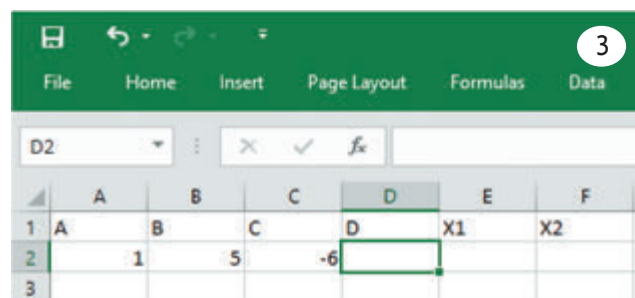 3
File Home Insert Page Layout Formulas Data
D2 fx
A B C D E F
1 A B C D X1 X2
2 1 5 -6
3